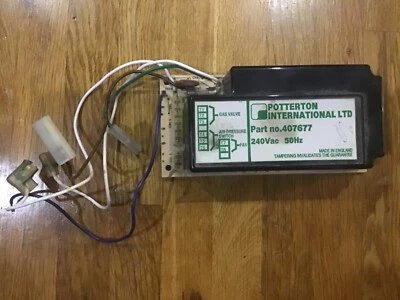 POTTERTON
INTERNATIONAL LTD
GAS VALVE
Part no.407677
AIR PRESSURE
SWITCH
FAN
240Vac 50Hz
MADE IN ENGLAND
TAMPERING INVALIDATES THE GUARANTEE